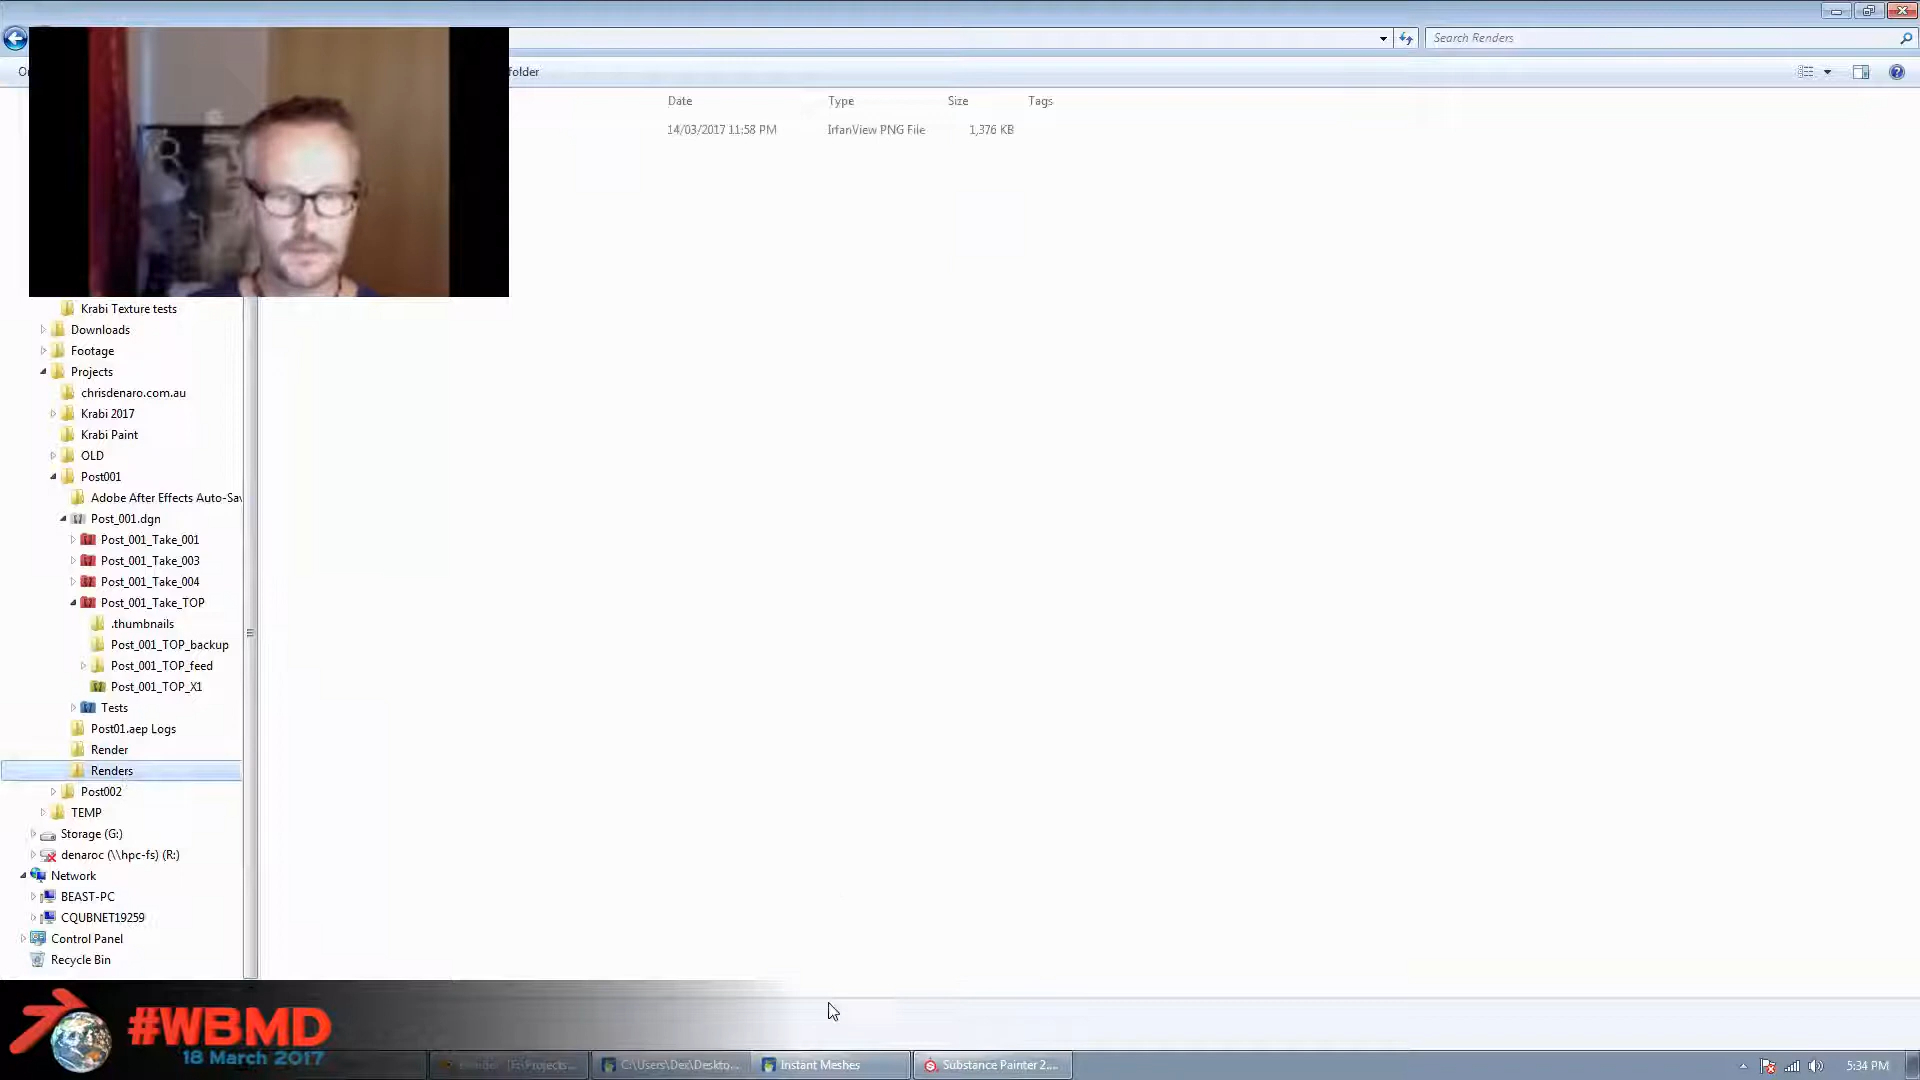 Search Renders
folder
Date Type Size Tags
14/03/2017 11:58 PM IrfanView PNG File 1,376 KB
Krabi Texture tests
Downloads
Footage
Projects
chrisdenaro.com.au
Krabi 2017
Krabi Paint
OLD
Post001
Adobe After Effects Auto-Sav
Post_001.dgn
Post_001_Take_001
Post_001_Take_003
Post_001_Take_004
Post_001_Take_TOP
.thumbnails
Post_001_TOP_backup
Post_001_TOP_feed
Post_001_TOP_X1
Tests
Post01.aep Logs
Render
Renders
Post002
TEMP
Storage (G:)
denaroc (\\hpc-fs) (R:)
Network
BEAST-PC
CQUBNET19259
Control Panel
Recycle Bin
#WBMD
18 March 2017
[F:\Projects... C:\Users\Dec\Deskto... Instant Meshes Substance Painter 2.... 5:34 PM